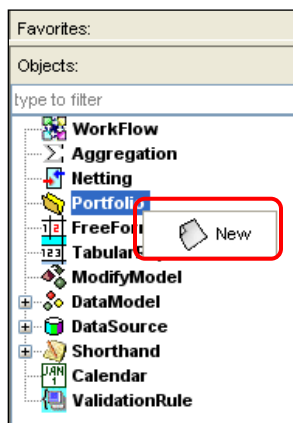 Favorites:
Objects:
type to filter
WorkFlow
Aggregation
Netting
Portfolio
New
FreeFor
Tabular
ModifyModel
DataModel
DataSource
Shorthand
JAN 1 Calendar
ValidationRule